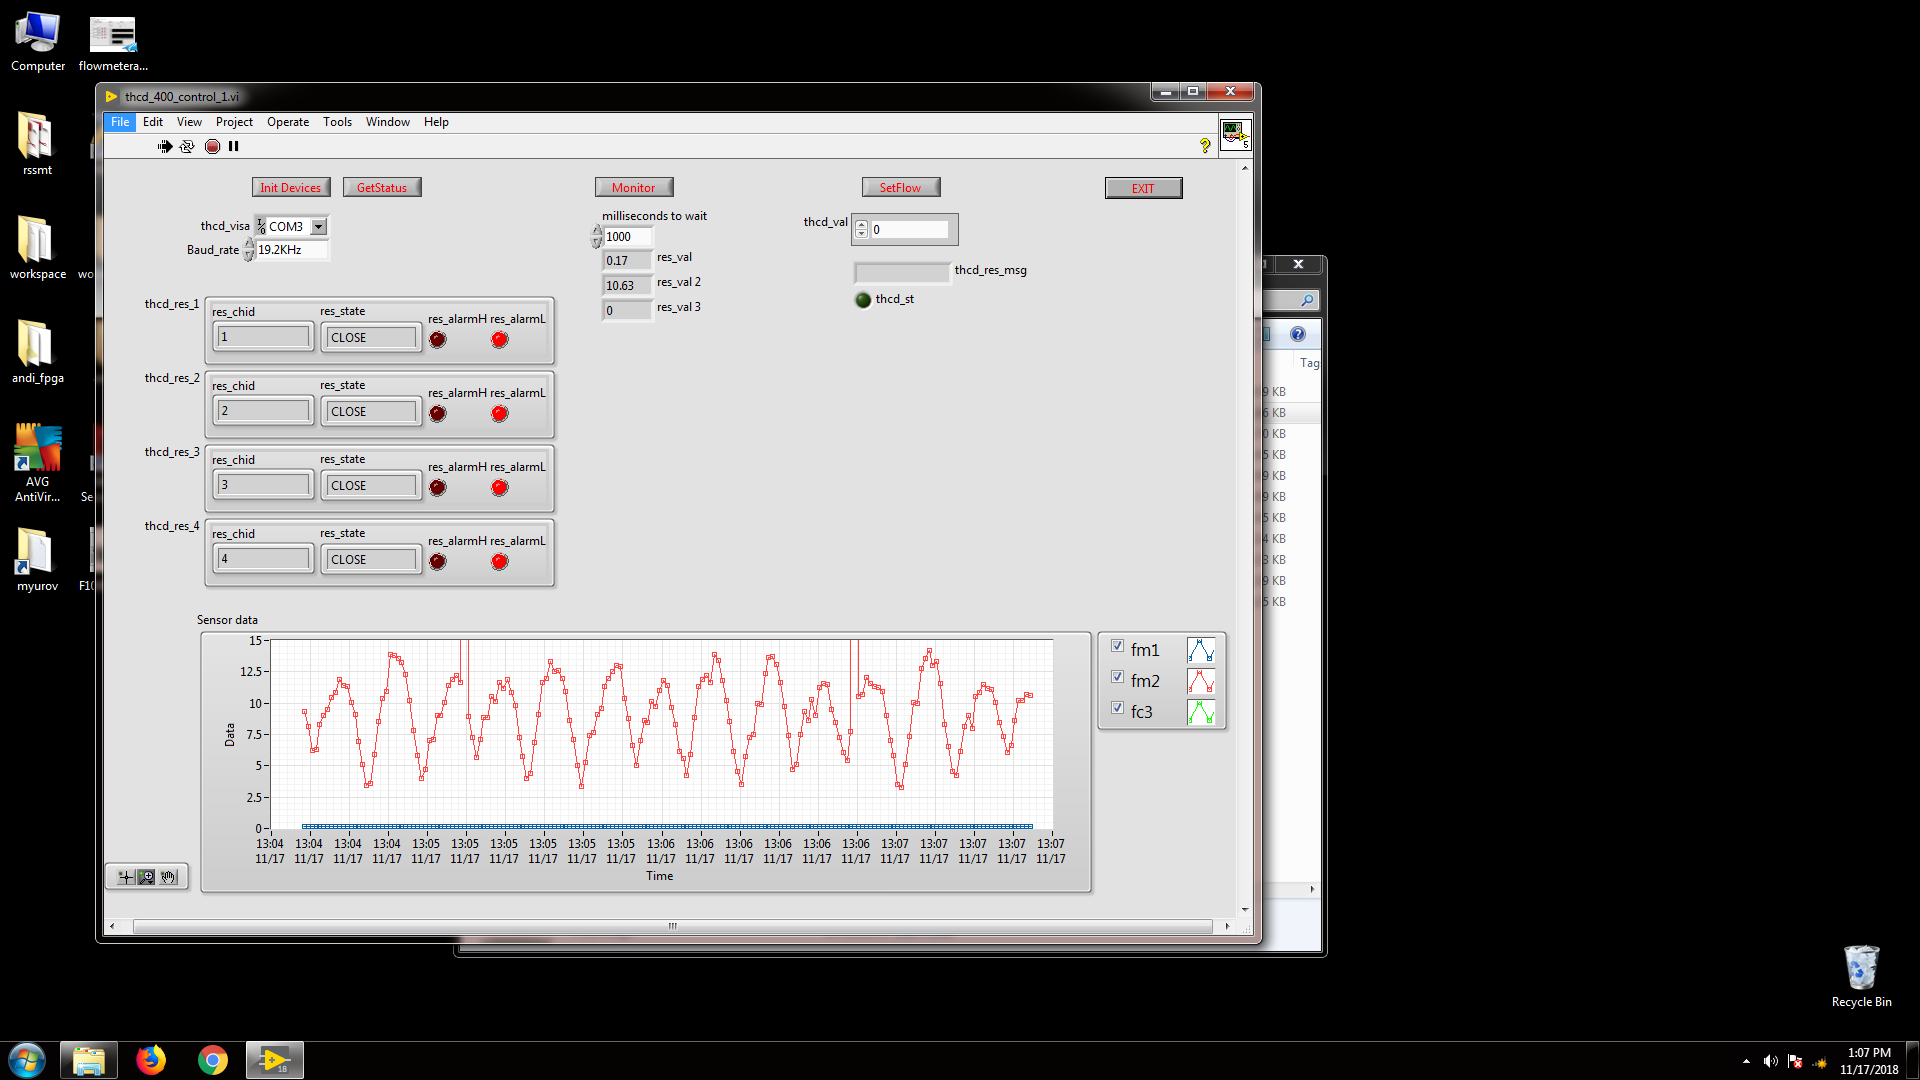 Computer
flowmetera...
rssmt
workspace
wo
andi_fpga
AVG
AntiVir...
Se
myurov
F10
thcd_400_control_1.vi
File Edit View Project Operate Tools Window Help
5
Init Devices GetStatus Monitor SetFlow EXIT
thcd_visa COM3
Baud_rate 19.2KHz
milliseconds to wait
1000
0.17 res_val
10.63 res_val 2
0 res_val 3
thcd_val 0
thcd_res_msg
thcd_st
thcd_res_1
res_chid res_state res_alarmH res_alarmL
1 CLOSE
thcd_res_2
res_chid res_state res_alarmH res_alarmL
2 CLOSE
thcd_res_3
res_chid res_state res_alarmH res_alarmL
3 CLOSE
thcd_res_4
res_chid res_state res_alarmH res_alarmL
4 CLOSE
Sensor data
15
12.5
10
7.5
5
2.5
0
Data
13:04 13:04 13:04 13:04 13:05 13:05 13:05 13:05 13:05 13:05 13:06 13:06 13:06 13:06 13:06 13:06 13:07 13:07 13:07 13:07 13:07
11/17 11/17 11/17 11/17 11/17 11/17 11/17 11/17 11/17 11/17 11/17 11/17 11/17 11/17 11/17 11/17 11/17 11/17 11/17 11/17 11/17
Time
fm1
fm2
fc3
Tag
9 KB
6 KB
0 KB
5 KB
9 KB
9 KB
5 KB
4 KB
3 KB
9 KB
5 KB
Recycle Bin
18
1:07 PM
11/17/2018